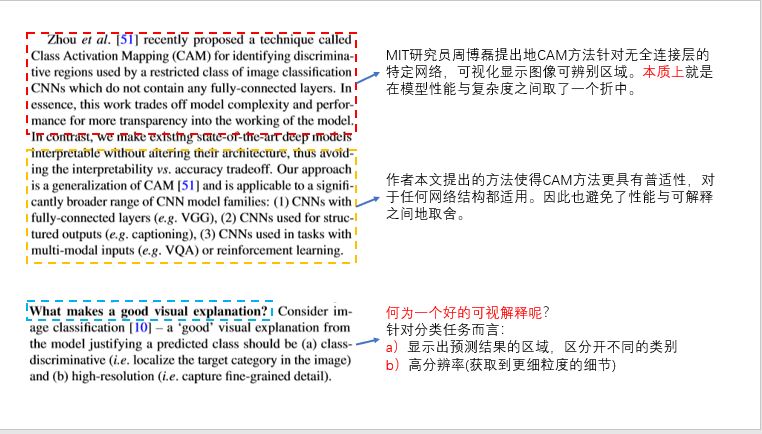 Zhou et al. [51] recently proposed a technique called
Class Activation Mapping (CAM) for identifying discrimina-
tive regions used by a restricted class of image classification
CNNs which do not contain any fully-connected layers. In
essence, this work trades off model complexity and perfor-
mance for more transparency into the working of the model.
In contrast, we make existing state-of-the-art deep models
interpretable without altering their architecture, thus avoid-
ing the interpretability vs. accuracy tradeoff. Our approach
is a generalization of CAM [51] and is applicable to a signifi-
cantly broader range of CNN model families: (1) CNNs with
fully-connected layers (e.g. VGG), (2) CNNs used for struc-
tured outputs (e.g. captioning), (3) CNNs used in tasks with
multi-modal inputs (e.g. VQA) or reinforcement learning.
MIT研究员周博磊提出地CAM方法针对无全连接层的
特定网络，可视化显示图像可辨别区域。本质上就是
在模型性能与复杂度之间取了一个折中。
作者本文提出的方法使得CAM方法更具有普适性，对
于任何网络结构都适用。因此也避免了性能与可解释
之间地取舍。
What makes a good visual explanation? Consider im-
age classification [10] – a ‘good’ visual explanation from
the model justifying a predicted class should be (a) class-
discriminative (i.e. localize the target category in the image)
and (b) high-resolution (i.e. capture fine-grained detail).
何为一个好的可视解释呢？
针对分类任务而言：
a）显示出预测结果的区域，区分开不同的类别
b）高分辨率(获取到更细粒度的细节)